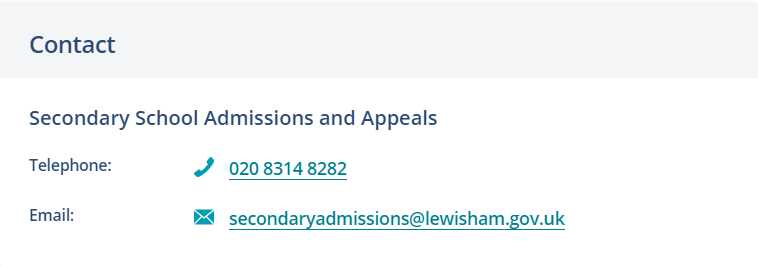 Contact
Secondary School Admissions and Appeals
Telephone: 020 8314 8282
Email: secondaryadmissions@lewisham.gov.uk